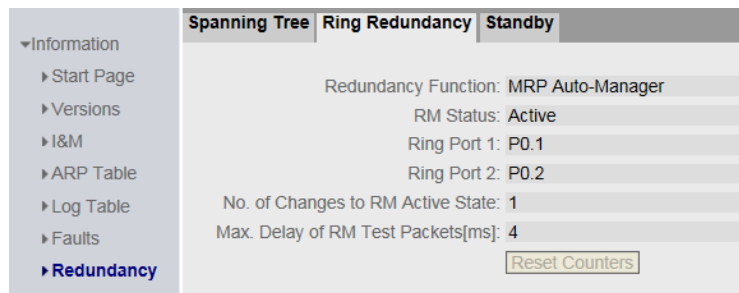 Spanning Tree Ring Redundancy Standby
Information
Start Page
Versions
I&M
ARP Table
Log Table
Faults
Redundancy
Redundancy Function: MRP Auto-Manager
RM Status: Active
Ring Port 1: P0.1
Ring Port 2: P0.2
No. of Changes to RM Active State: 1
Max. Delay of RM Test Packets[ms]: 4
Reset Counters